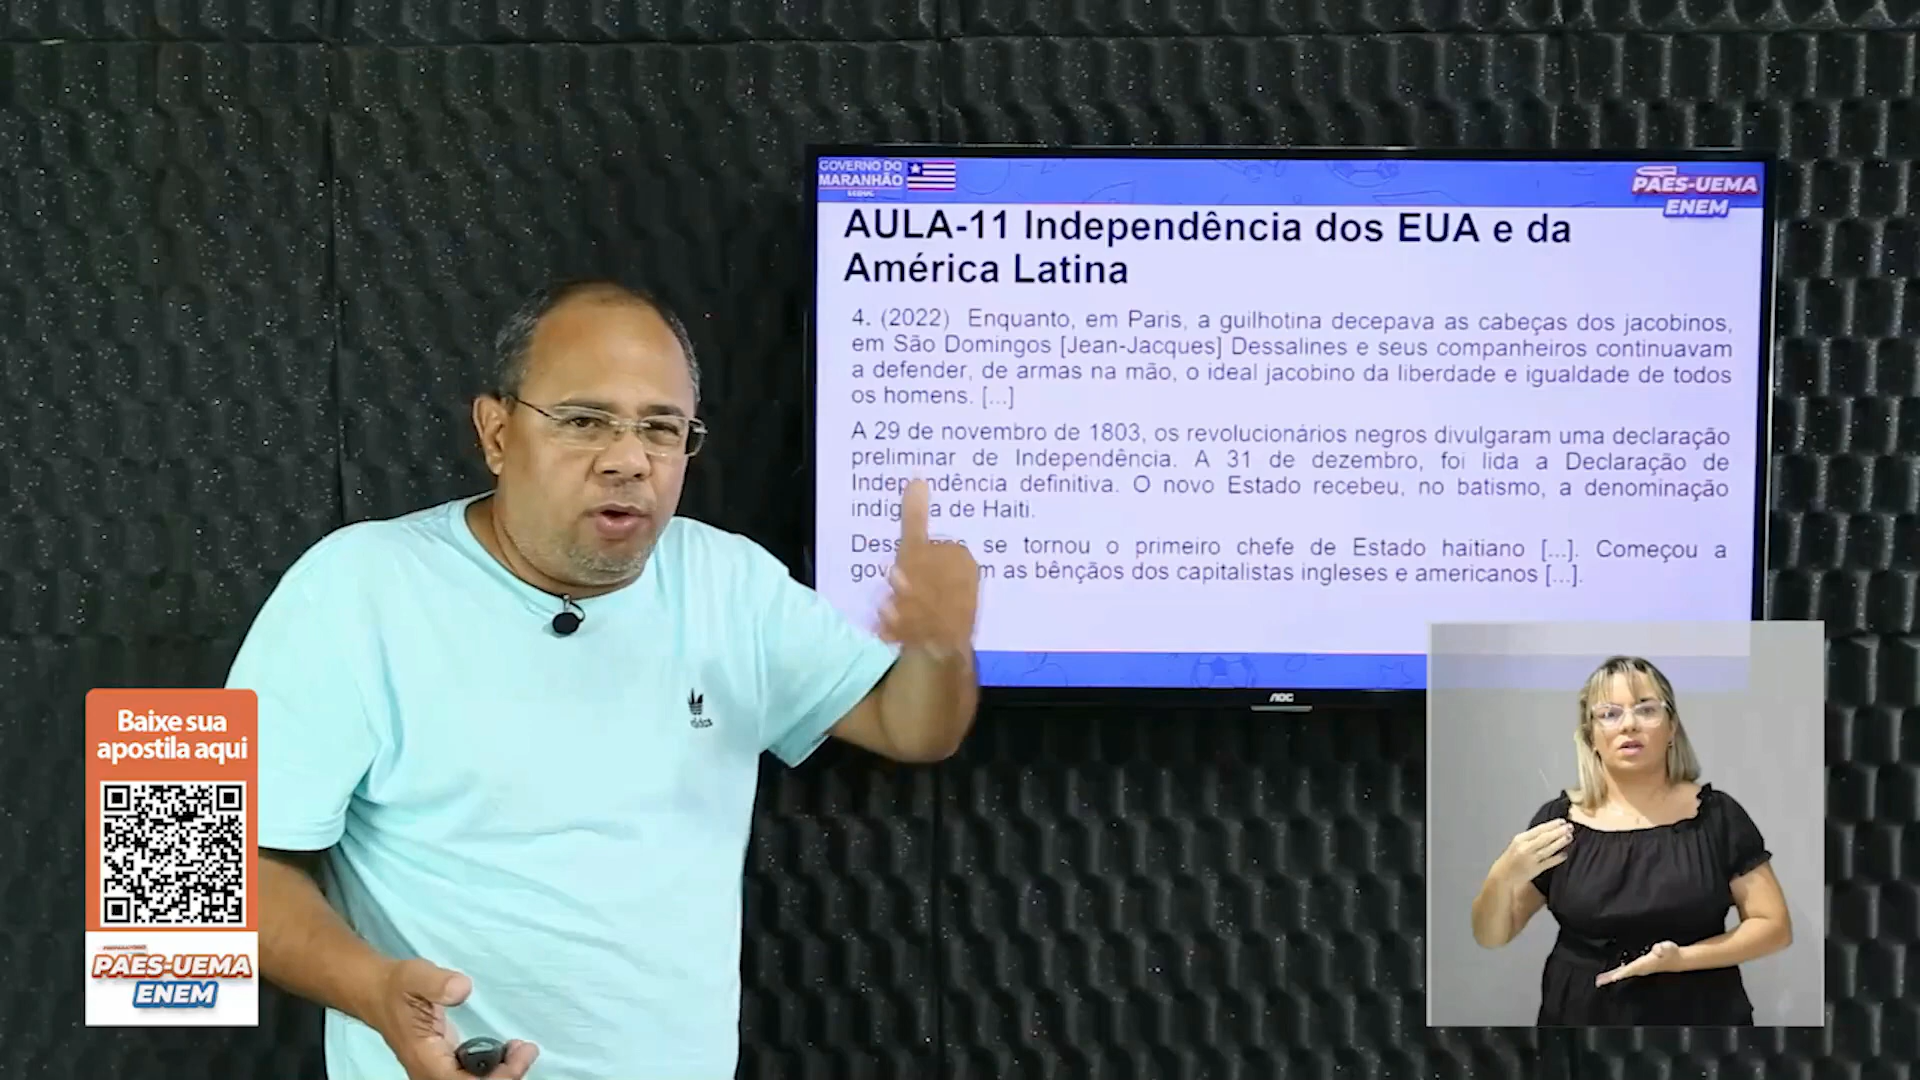 GOVERNO DO
MARANHÃO
SEDUC
PAES-UEMA
ENEM
AULA-11 Independência dos EUA e da
América Latina
4. (2022) Enquanto, em Paris, a guilhotina decepava as cabeças dos jacobinos,
em São Domingos [Jean-Jacques] Dessalines e seus companheiros continuavam
a defender, de armas na mão, o ideal jacobino da liberdade e igualdade de todos
os homens. [...]
A 29 de novembro de 1803, os revolucionários negros divulgaram uma declaração
preliminar de Independência. A 31 de dezembro, foi lida a Declaração de
Independência definitiva. O novo Estado recebeu, no batismo, a denominação
de Haiti.
se tornou o primeiro chefe de Estado haitiano [...]. Começou a
as bênçãos dos capitalistas ingleses e americanos [...].
AOC
adidas
Baixe sua
apostila aqui
PREPARATÓRIO
PAES-UEMA
ENEM